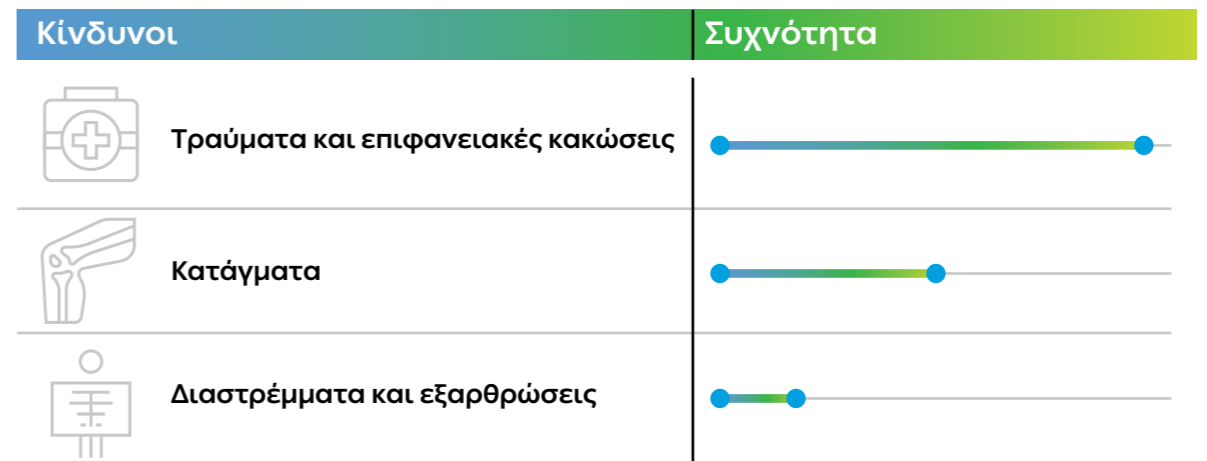 Κίνδυνοι
Συχνότητα
Τραύματα και επιφανειακές κακώσεις
Κατάγματα
Διαστρέμματα και εξαρθρώσεις